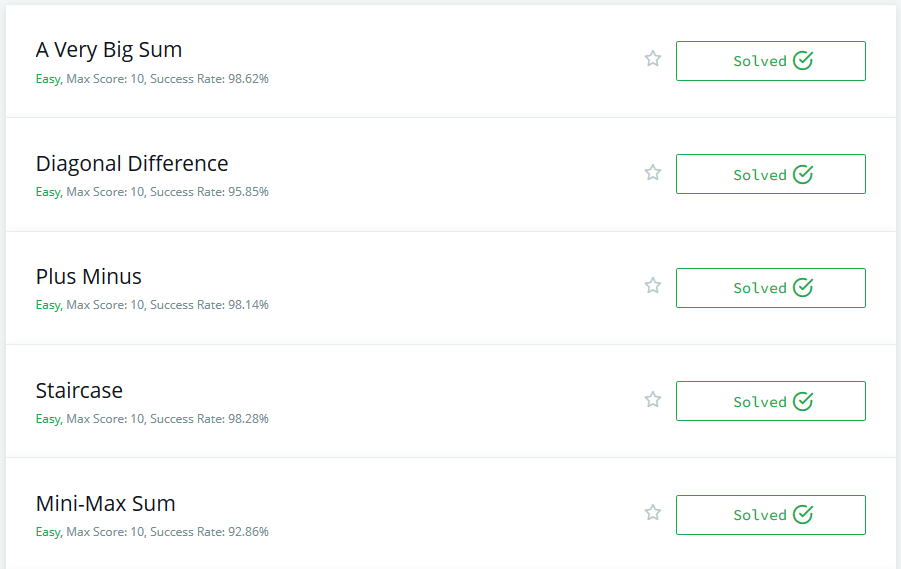 A Very Big Sum
Easy, Max Score: 10, Success Rate: 98.62%
Solved
Diagonal Difference
Easy, Max Score: 10, Success Rate: 95.85%
Solved
Plus Minus
Easy, Max Score: 10, Success Rate: 98.14%
Solved
Staircase
Easy, Max Score: 10, Success Rate: 98.28%
Solved
Mini-Max Sum
Easy, Max Score: 10, Success Rate: 92.86%
Solved